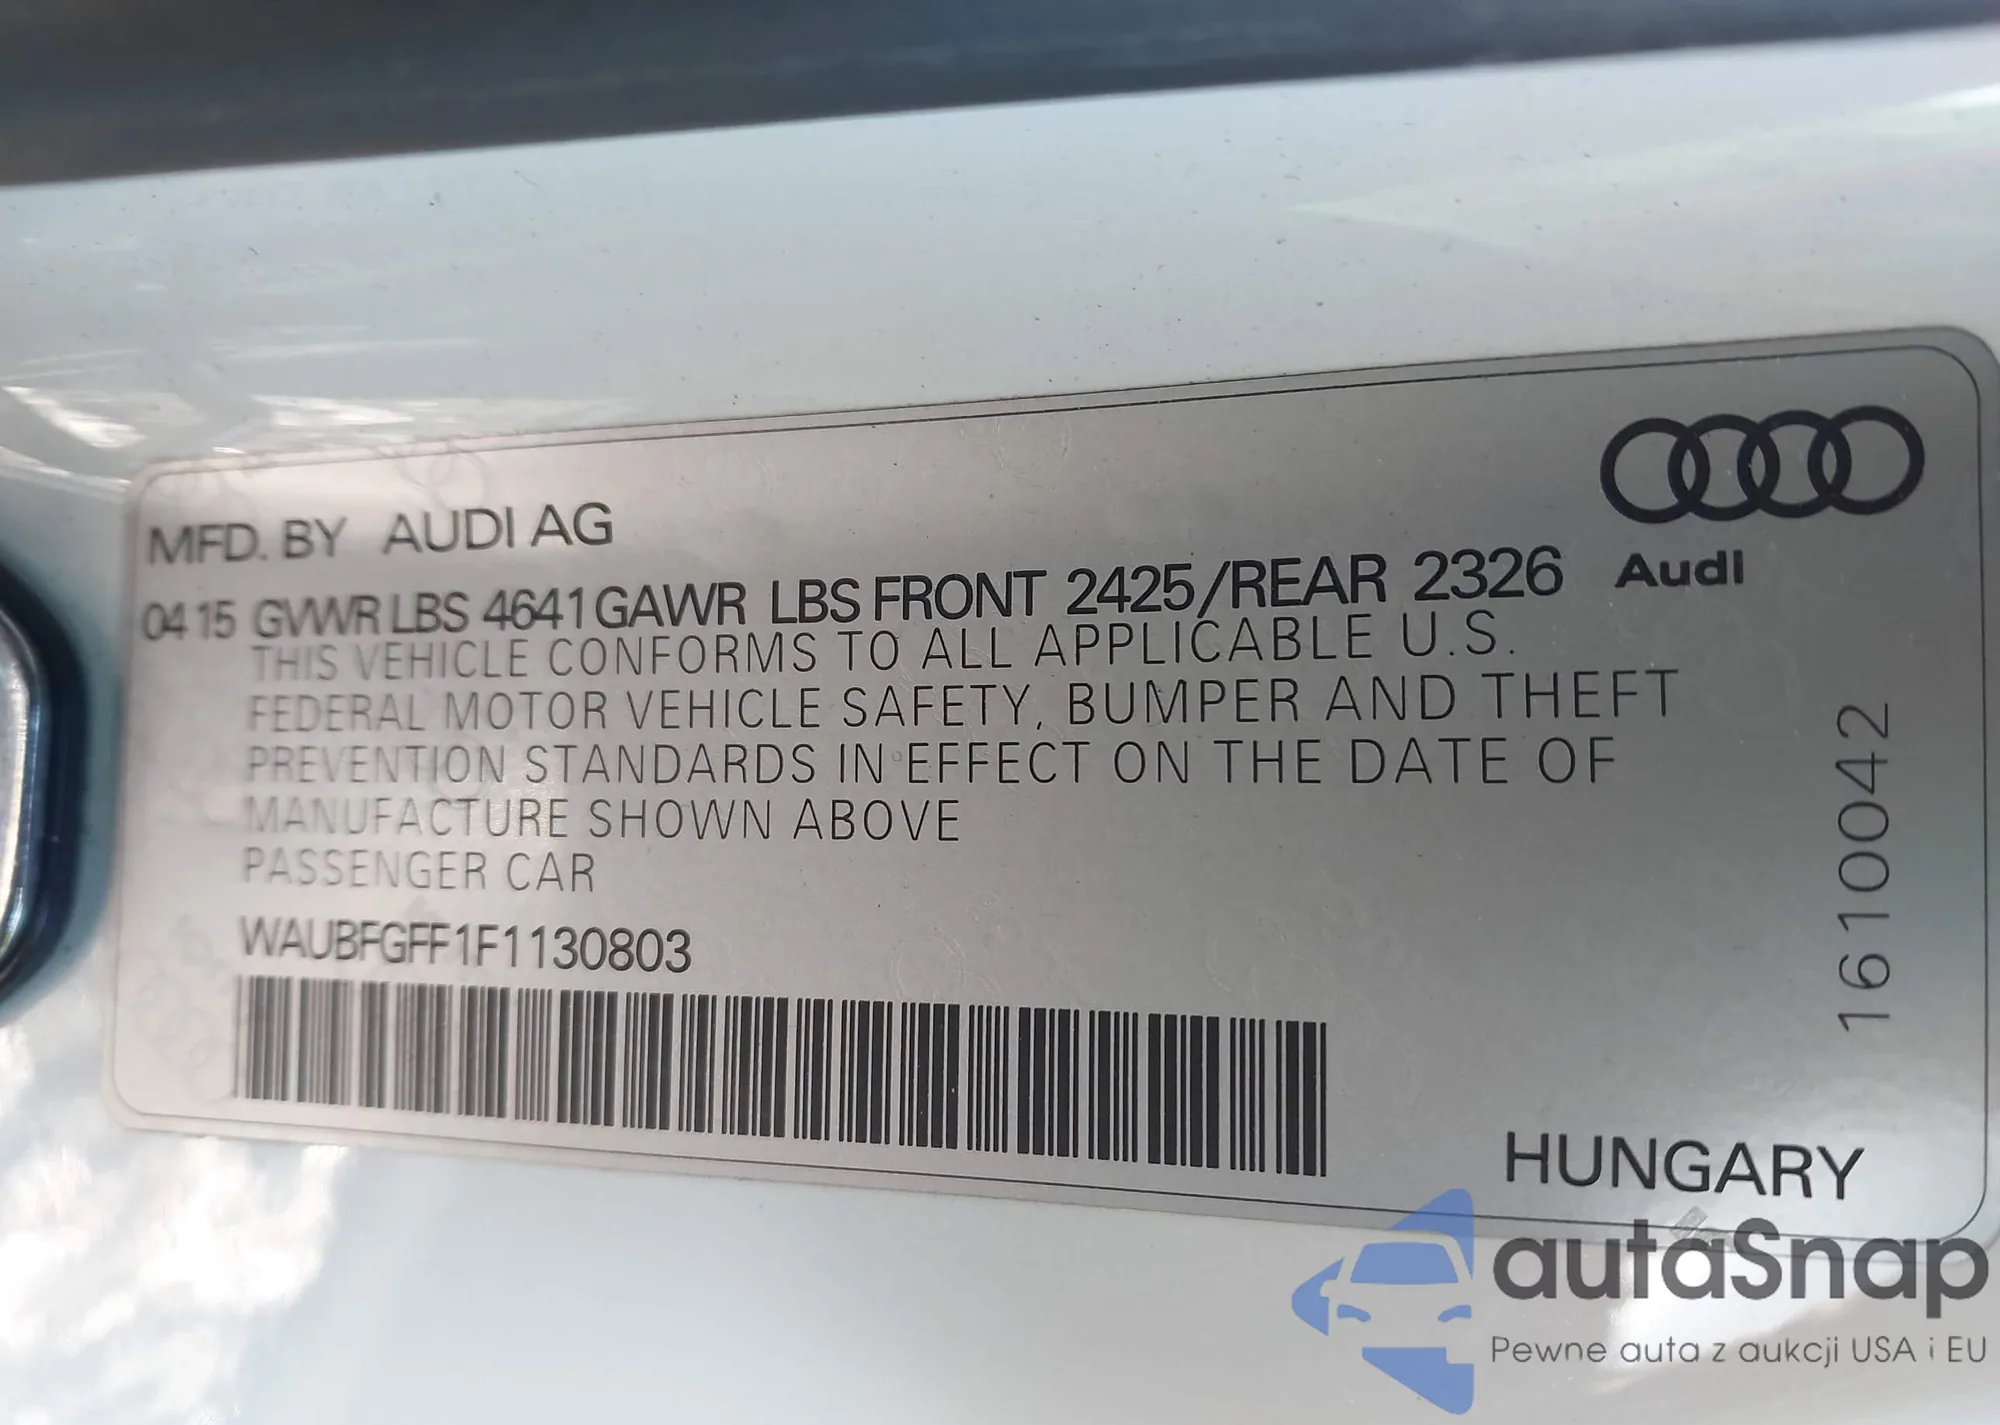 MFD. BY AUDI AG
04 15 GVWR LBS 4641 GAWR LBS FRONT 2425/REAR 2326
Audi
THIS VEHICLE CONFORMS TO ALL APPLICABLE U.S.
FEDERAL MOTOR VEHICLE SAFETY, BUMPER AND THEFT
PREVENTION STANDARDS IN EFFECT ON THE DATE OF
MANUFACTURE SHOWN ABOVE
PASSENGER CAR
WAUBFGFF1F1130803
1610042
HUNGARY
autaSnap
Pewne auta z aukcji USA i EU